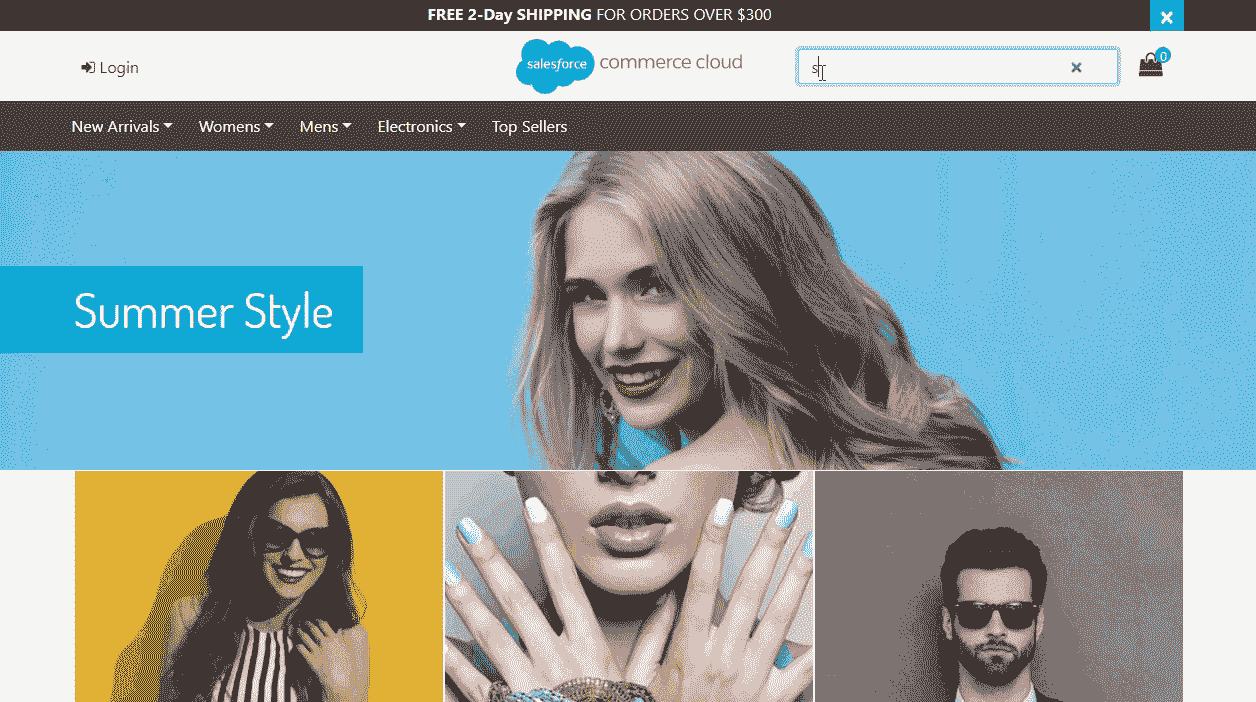 FREE 2-Day SHIPPING FOR ORDERS OVER $300
Login
salesforce commerce cloud
s
0
New Arrivals Womens Mens Electronics Top Sellers
Summer Style